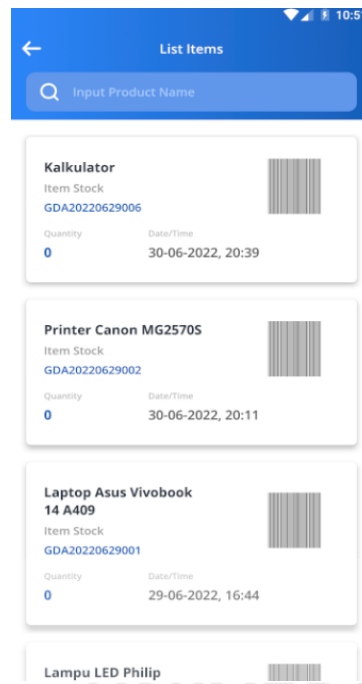 10:5
List Items
Input Product Name
Kalkulator
Item Stock
GDA20220629006
Quantity Date/Time
0 30-06-2022, 20:39
Printer Canon MG2570S
Item Stock
GDA20220629002
Quantity Date/Time
0 30-06-2022, 20:11
Laptop Asus Vivobook
14 A409
Item Stock
GDA20220629001
Quantity Date/Time
0 29-06-2022, 16:44
Lampu LED Philip